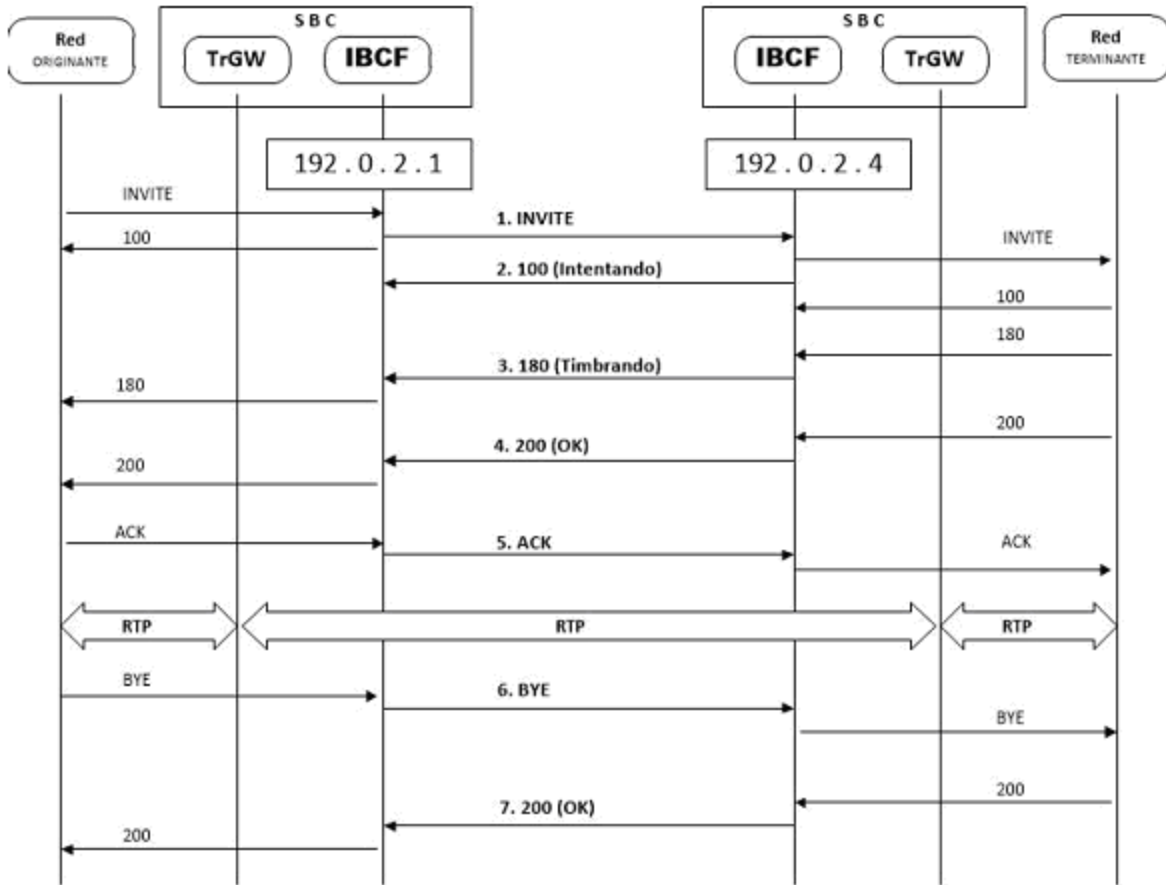 S B C
S B C
Red
ORIGINANTE
TrGW
IBCF
IBCF
TrGW
Red
TERMINANTE
192 . 0 . 2 . 1
192 . 0 . 2 . 4
INVITE
1. INVITE
100
INVITE
2. 100 (Intentando)
100
180
3. 180 (Timbrando)
180
200
4. 200 (OK)
200
ACK
5. ACK
ACK
RTP
RTP
RTP
BYE
6. BYE
BYE
200
7. 200 (OK)
200